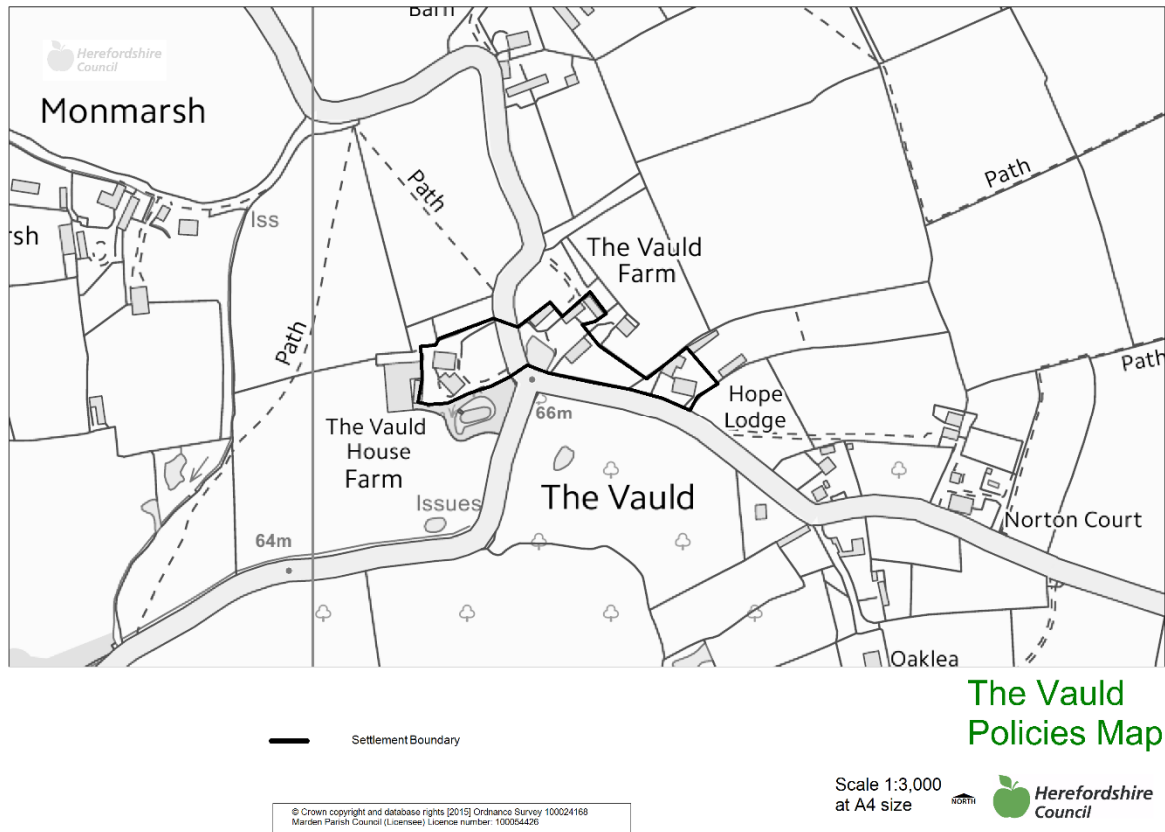 Barn
Herefordshire
Council
Monmarsh
Path
Path
Iss
rsh
The Vauld
Farm
Path
Path
Hope
Lodge
66m
The Vauld
House
Farm
Issues
The Vauld
Norton Court
64m
Oaklea
The Vauld
Policies Map
Settlement Boundary
Scale 1:3,000
at A4 size
NORTH
Herefordshire
Council
© Crown copyright and database rights [2015] Ordnance Survey 100024168
Marden Parish Council (Licensee) Licence number: 100054426